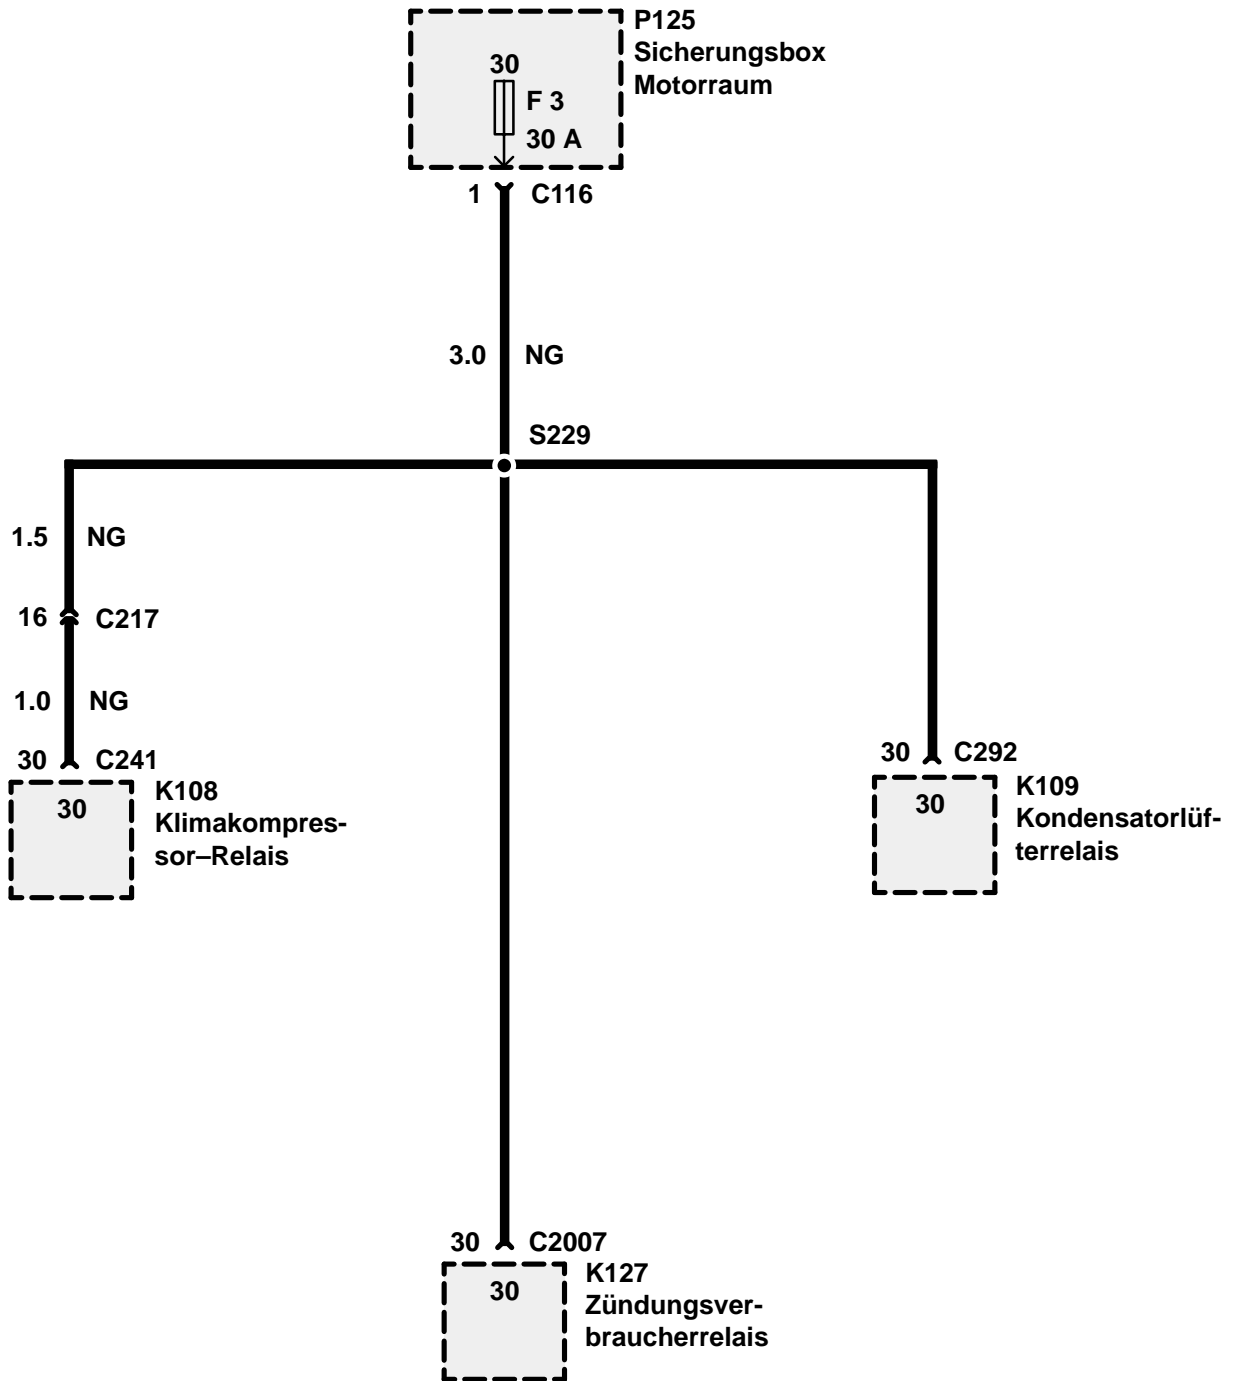 P125
Sicherungsbox
Motorraum
30
F 3
30 A
1 C116
3.0 NG
S229
1.5 NG
16 C217
1.0 NG
30 C241
30
K108
Klimakompres-
sor–Relais
30 C292
30
K109
Kondensatorlüf-
terrelais
30 C2007
30
K127
Zündungsver-
braucherrelais